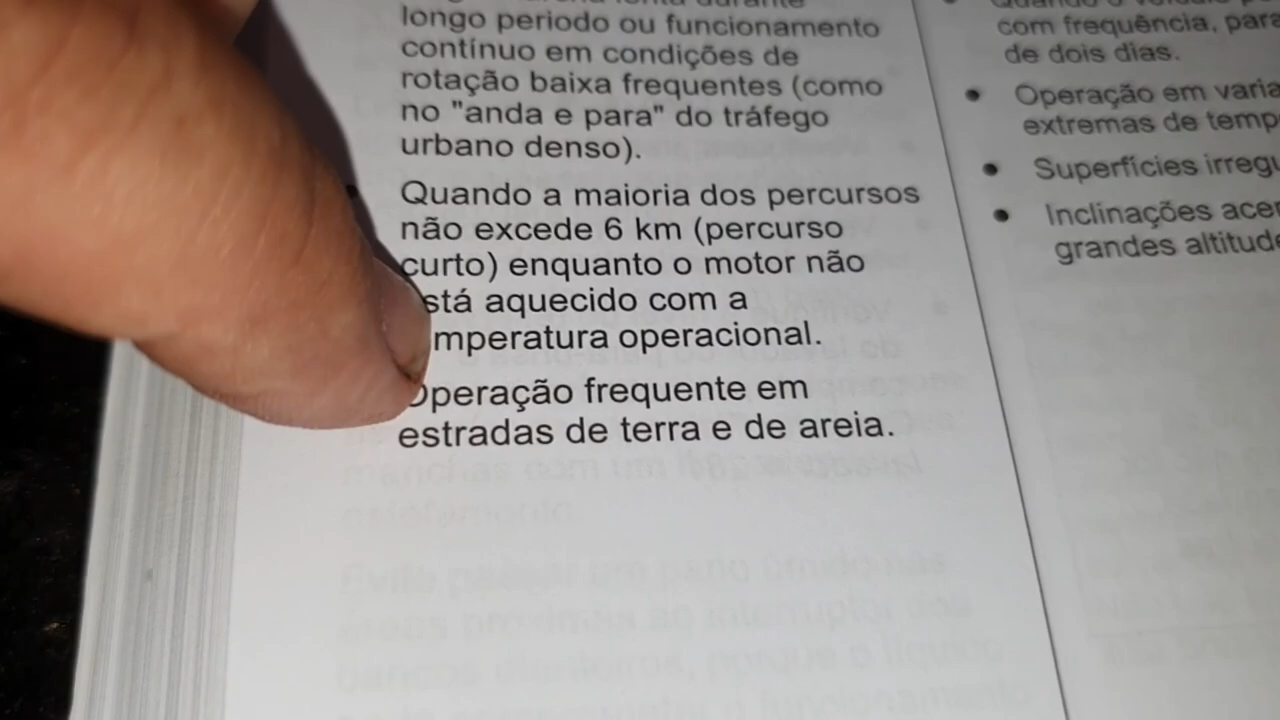 longo periodo ou funcionamento
contínuo em condições de
rotação baixa frequentes (como
no "anda e para" do tráfego
urbano denso).
Quando a maioria dos percursos
não excede 6 km (percurso
curto) enquanto o motor não
stá aquecido com a
mperatura operacional.
Operação frequente em
estradas de terra e de areia.
com frequência, para
de dois dias.
• Operação em varia
extremas de temp
• Superfícies irregu
• Inclinações acen
grandes altitude